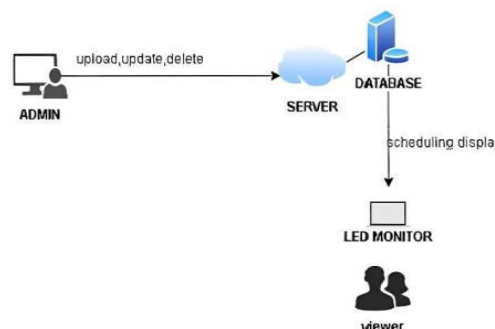 upload,update,delete
ADMIN
SERVER
DATABASE
scheduling displa
LED MONITOR
viewer